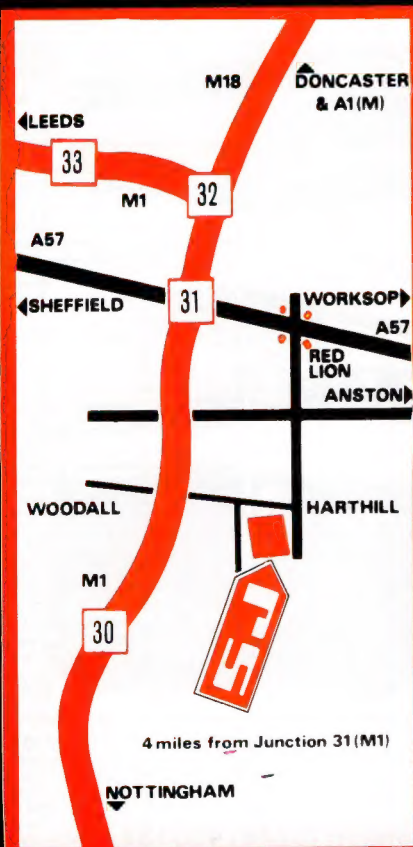 M18
DONCASTER
& A1(M)
LEEDS
33
32
M1
A57
31
SHEFFIELD
WORKSOP
A57
RED
LION
ANSTON
WOODALL
HARTHILL
M1
30
SJ
4 miles from Junction 31(M1)
NOTTINGHAM